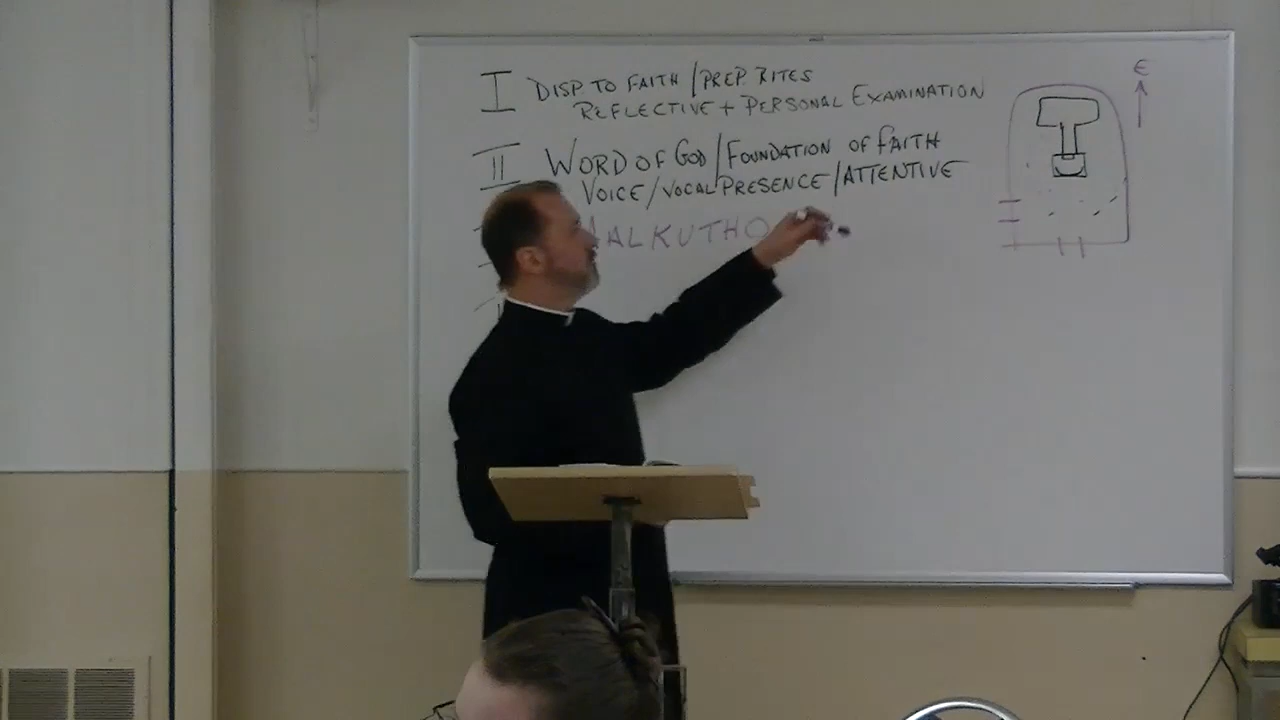 I DISP TO FAITH / PREP. RITES
REFLECTIVE + PERSONAL EXAMINATION
II WORD OF GOD / FOUNDATION OF FAITH
VOICE / VOCAL PRESENCE / ATTENTIVE
ALKUTHO
E